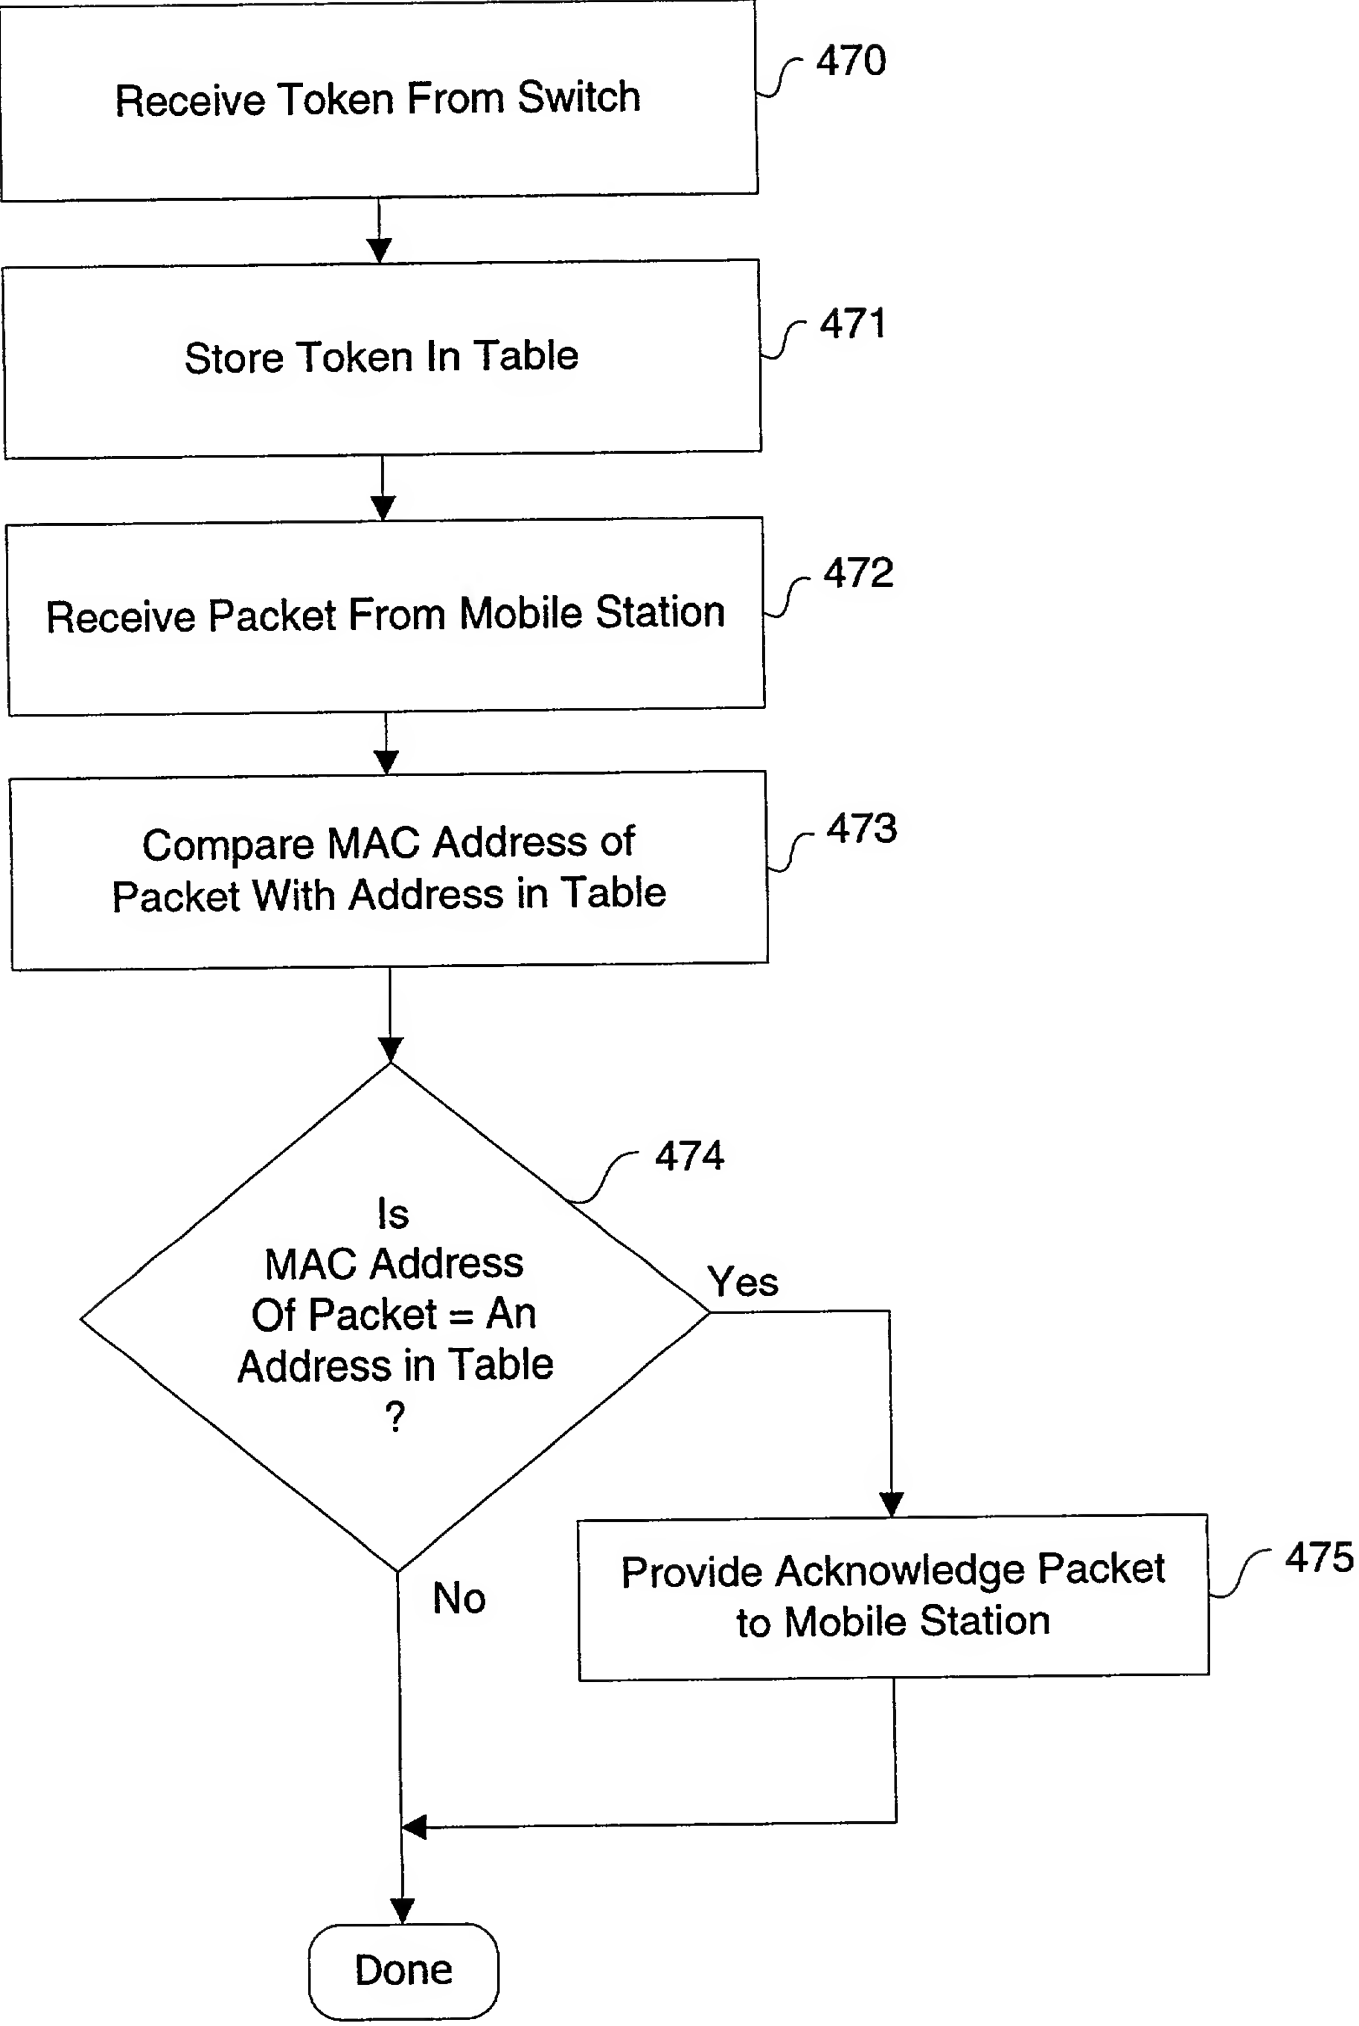 Receive Token From Switch
470
Store Token In Table
471
Receive Packet From Mobile Station
472
Compare MAC Address of
Packet With Address in Table
473
474
Is
MAC Address
Of Packet = An
Address in Table
?
Yes
No
Provide Acknowledge Packet
to Mobile Station
475
Done